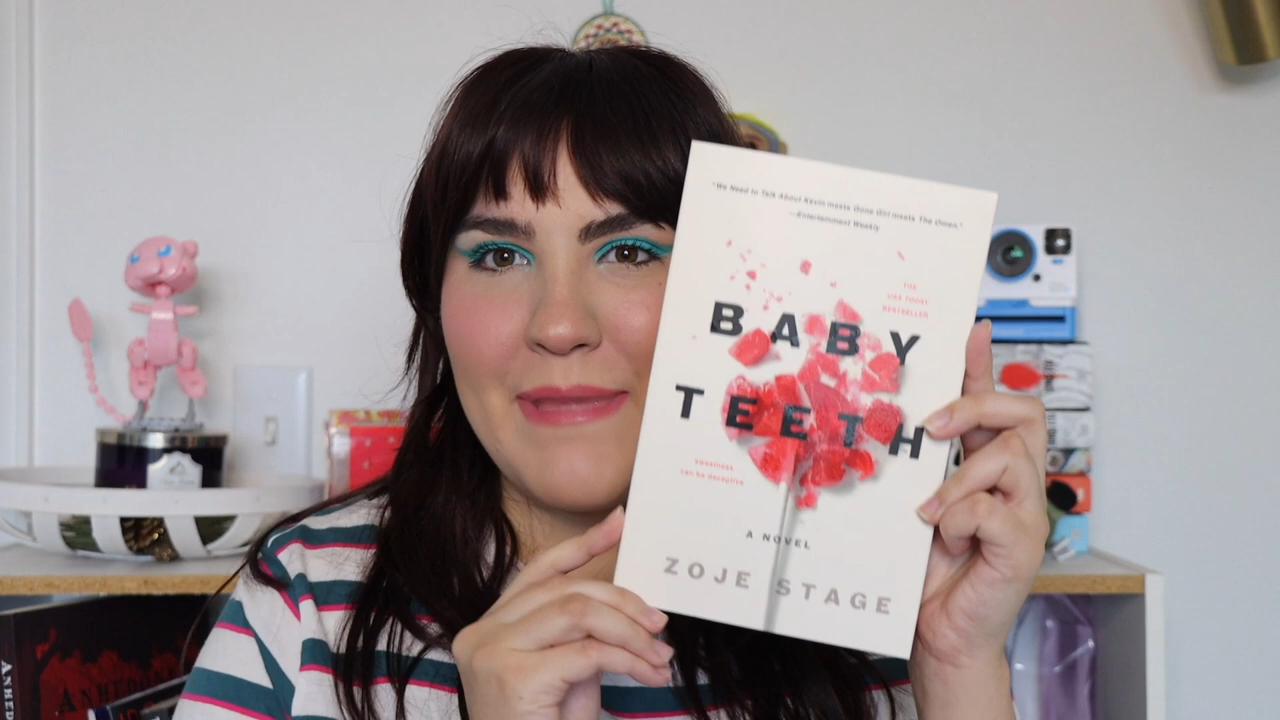 "We Need to Talk About Kevin meets Gone Girl meets The Omen."
—Entertainment Weekly
THE
USA TODAY
BESTSELLER
BABY
TEETH
sweetness
can be deceptive
A NOVEL
ZOJE STAGE
ANHED